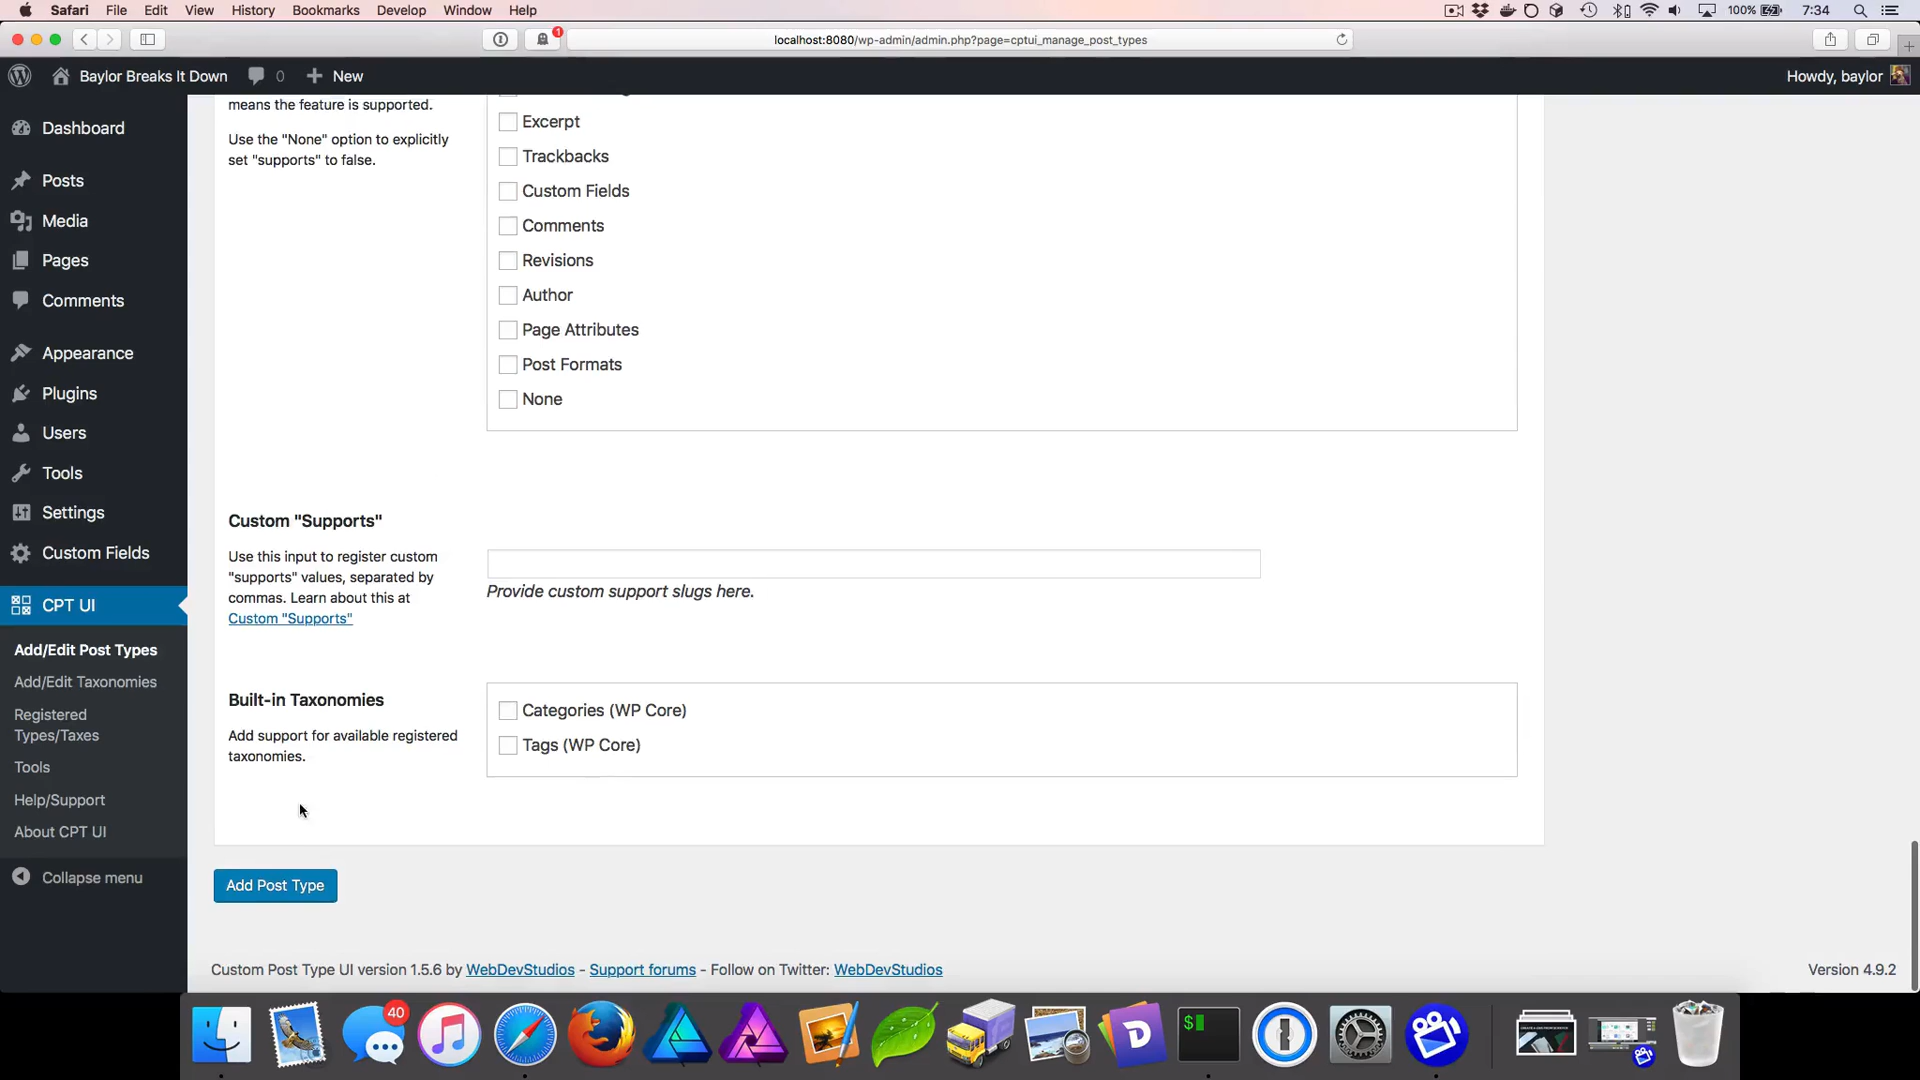 Safari File Edit View History Bookmarks Develop Window Help 100% 7:34
1 localhost:8080/wp-admin/admin.php?page=cptui_manage_post_types
Baylor Breaks It Down 0 New Howdy, baylor
Dashboard
Posts
Media
Pages
Comments
Appearance
Plugins
Users
Tools
Settings
Custom Fields
CPT UI
Add/Edit Post Types
Add/Edit Taxonomies
Registered
Types/Taxes
Tools
Help/Support
About CPT UI
Collapse menu
means the feature is supported.
Use the "None" option to explicitly
set "supports" to false.
Excerpt
Trackbacks
Custom Fields
Comments
Revisions
Author
Page Attributes
Post Formats
None
Custom "Supports"
Use this input to register custom
"supports" values, separated by
commas. Learn about this at
Custom "Supports"
Provide custom support slugs here.
Built-in Taxonomies
Add support for available registered
taxonomies.
Categories (WP Core)
Tags (WP Core)
Add Post Type
Custom Post Type UI version 1.5.6 by WebDevStudios - Support forums - Follow on Twitter: WebDevStudios
Version 4.9.2
40
D
$